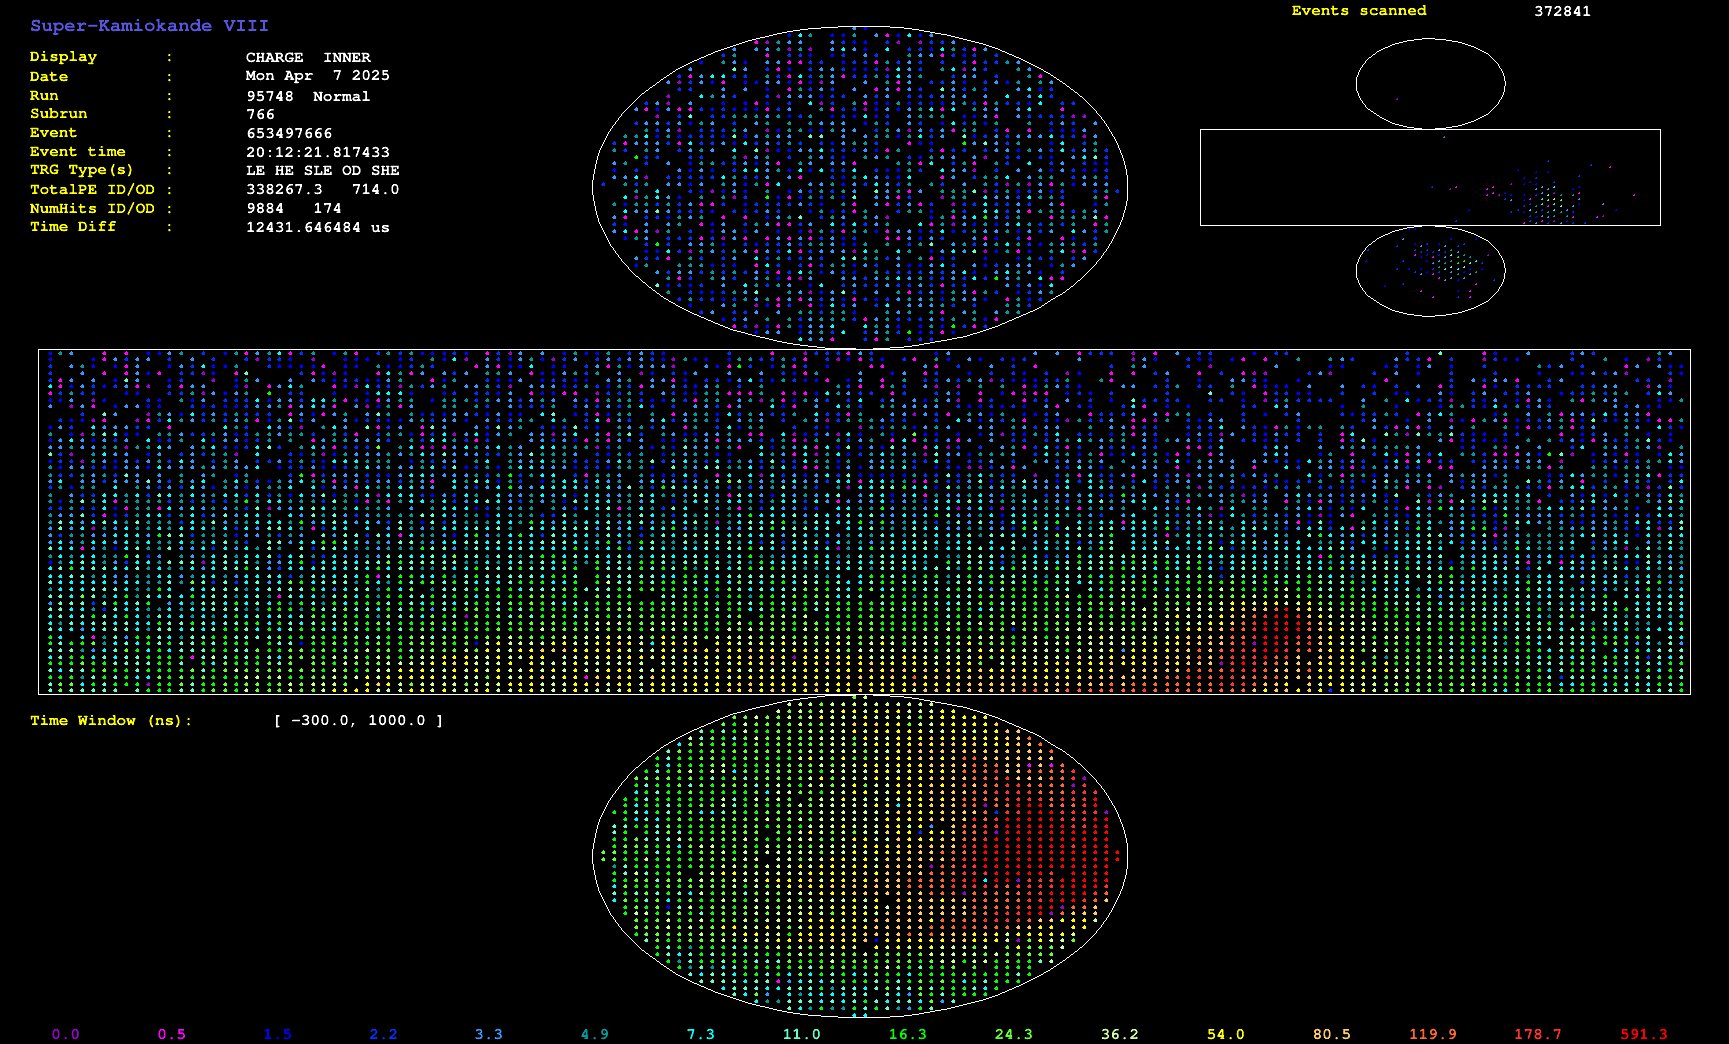 Super-Kamiokande VIII
Events scanned 372841
Display : CHARGE INNER
Date : Mon Apr 7 2025
Run : 95748 Normal
Subrun : 766
Event : 653497666
Event time : 20:12:21.817433
TRG Type(s) : LE HE SLE OD SHE
TotalPE ID/OD : 338267.3 714.0
NumHits ID/OD : 9884 174
Time Diff : 12431.646484 us
Time Window (ns): [ -300.0, 1000.0 ]
0.0 0.5 1.5 2.2 3.3 4.9 7.3 11.0 16.3 24.3 36.2 54.0 80.5 119.9 178.7 591.3